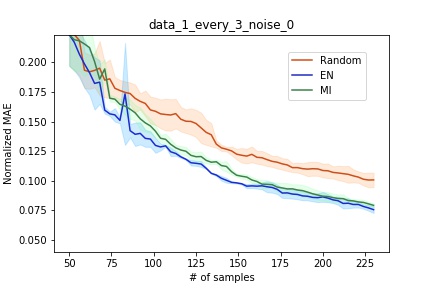 data_1_every_3_noise_0
Random
EN
MI
Normalized MAE
0.200
0.175
0.150
0.125
0.100
0.075
0.050
50 75 100 125 150 175 200 225
# of samples